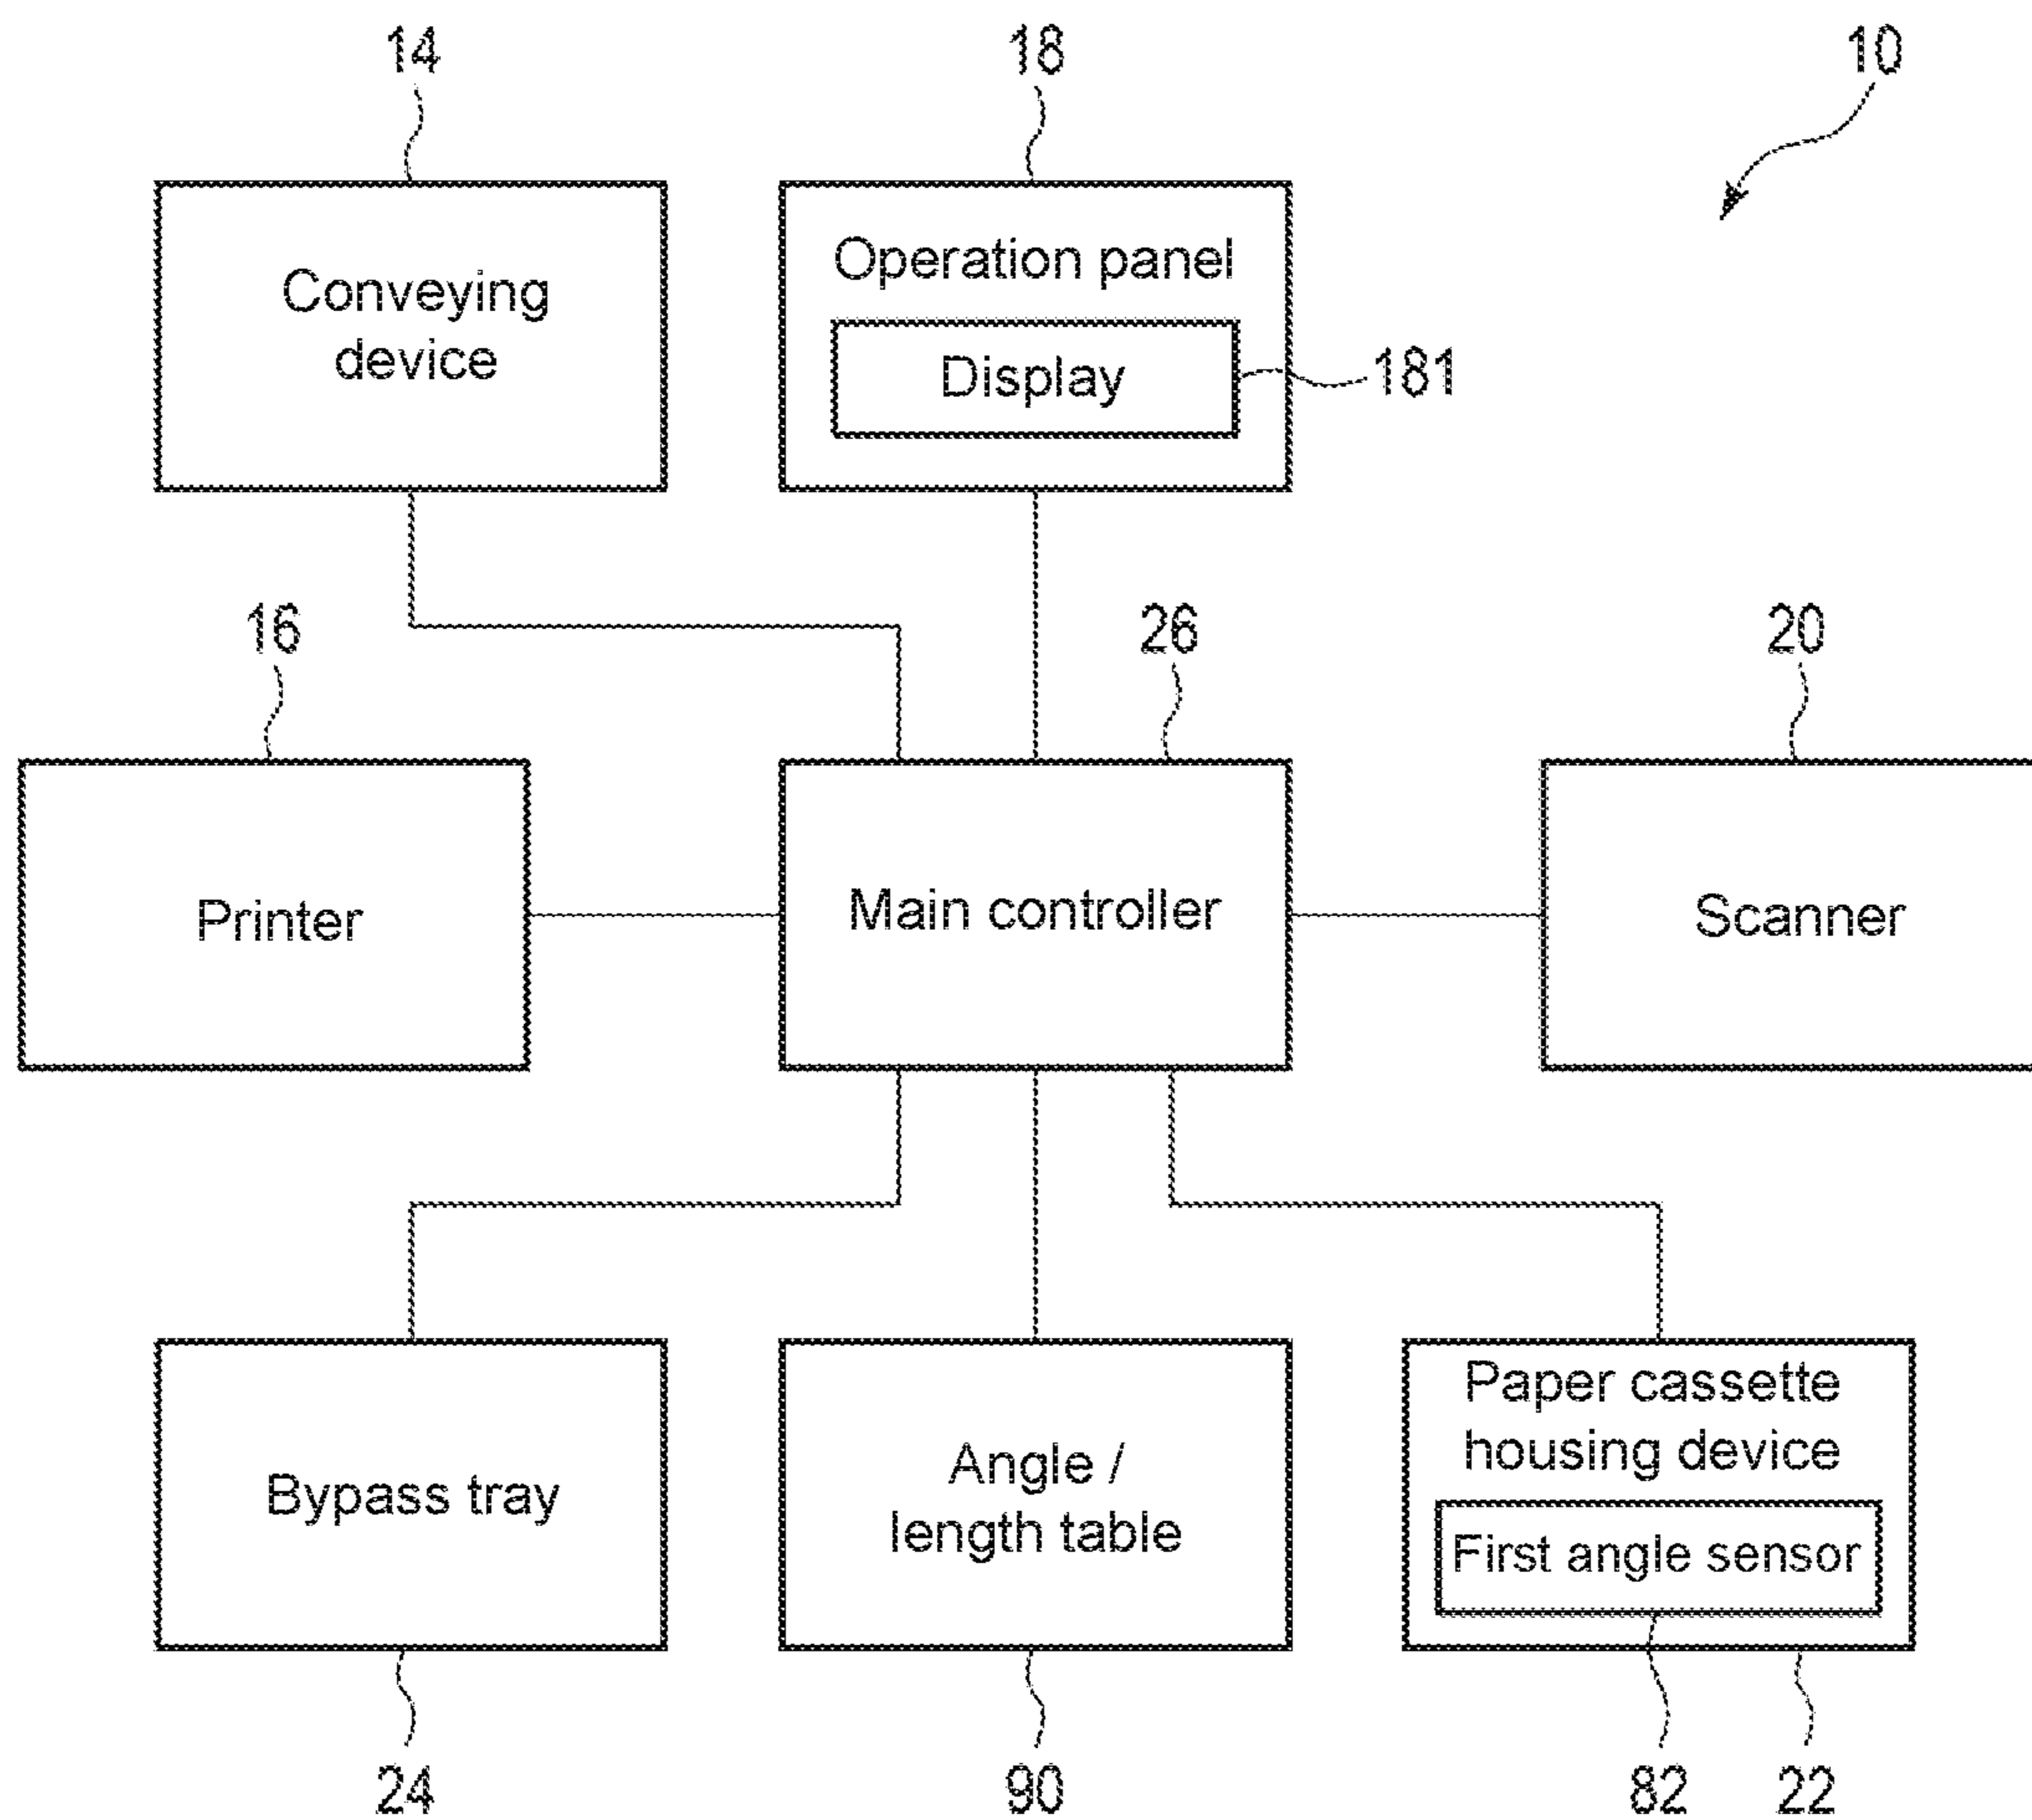 14
18
10
Conveying
device
Operation panel
Display
181
16
26
20
Printer
Main controller
Scanner
Bypass tray
Angle /
length table
Paper cassette
housing device
First angle sensor
24
90
82
22